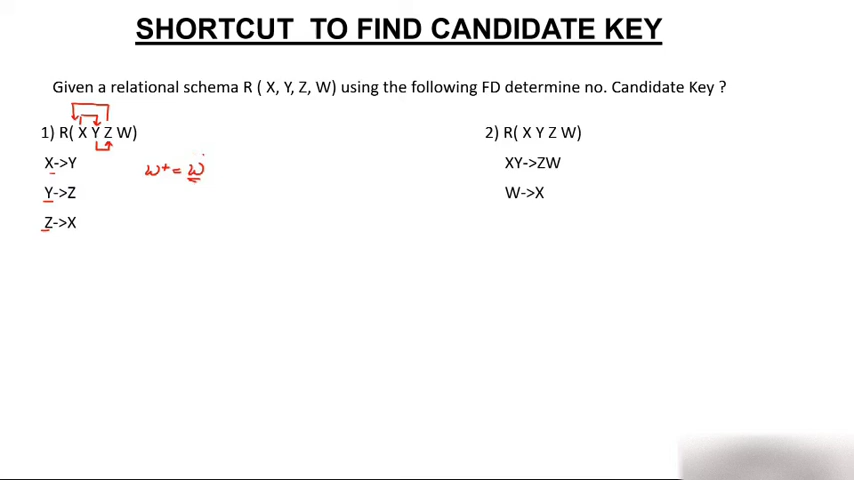 SHORTCUT TO FIND CANDIDATE KEY
Given a relational schema R ( X, Y, Z, W) using the following FD determine no. Candidate Key ?
1) R( X Y Z W)
X->Y
Y->Z
Z->X
w+ = w
2) R( X Y Z W)
XY->ZW
W->X